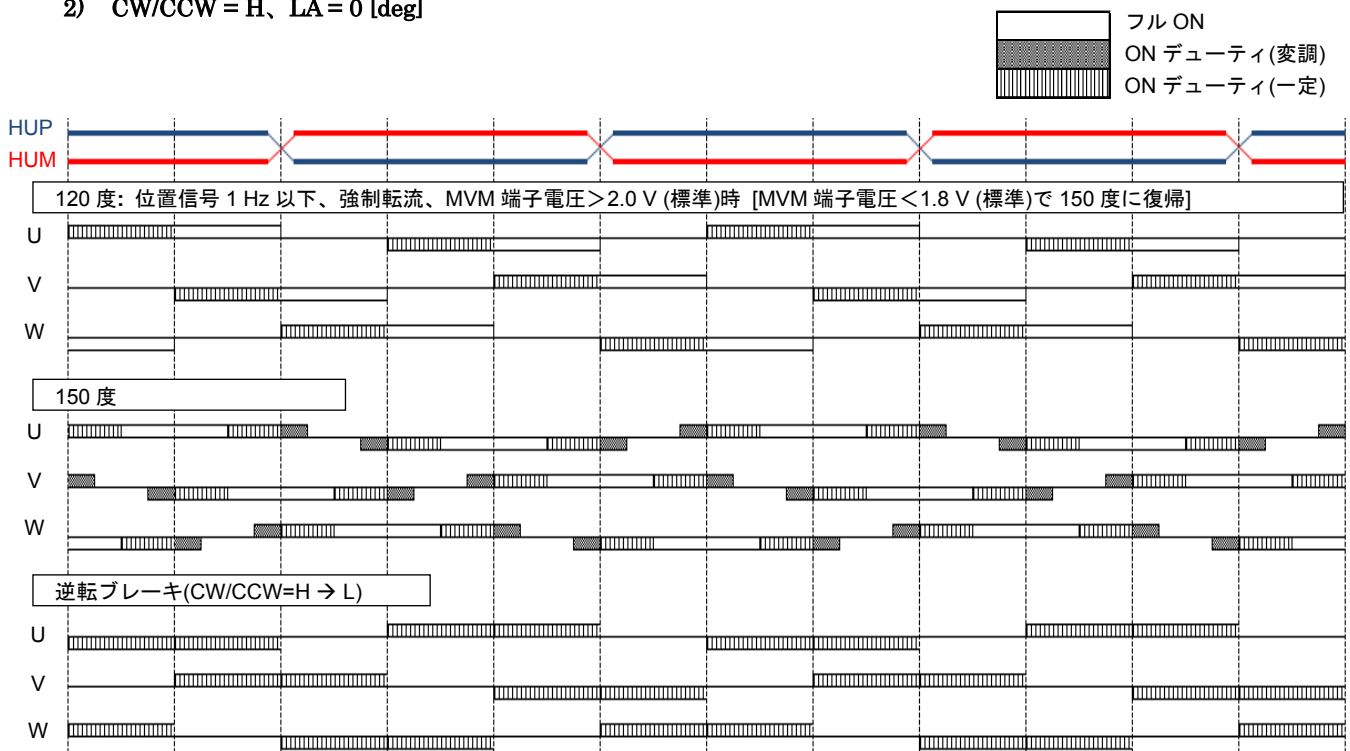 2) CW/CCW = H、LA = 0 [deg]
フル ON
ON デューティ(変調)
ON デューティ(一定)
HUP
HUM
120 度: 位置信号 1 Hz 以下、強制転流、MVM 端子電圧＞2.0 V (標準)時 [MVM 端子電圧＜1.8 V (標準)で 150 度に復帰]
U
V
W
150 度
U
V
W
逆転ブレーキ(CW/CCW=H → L)
U
V
W